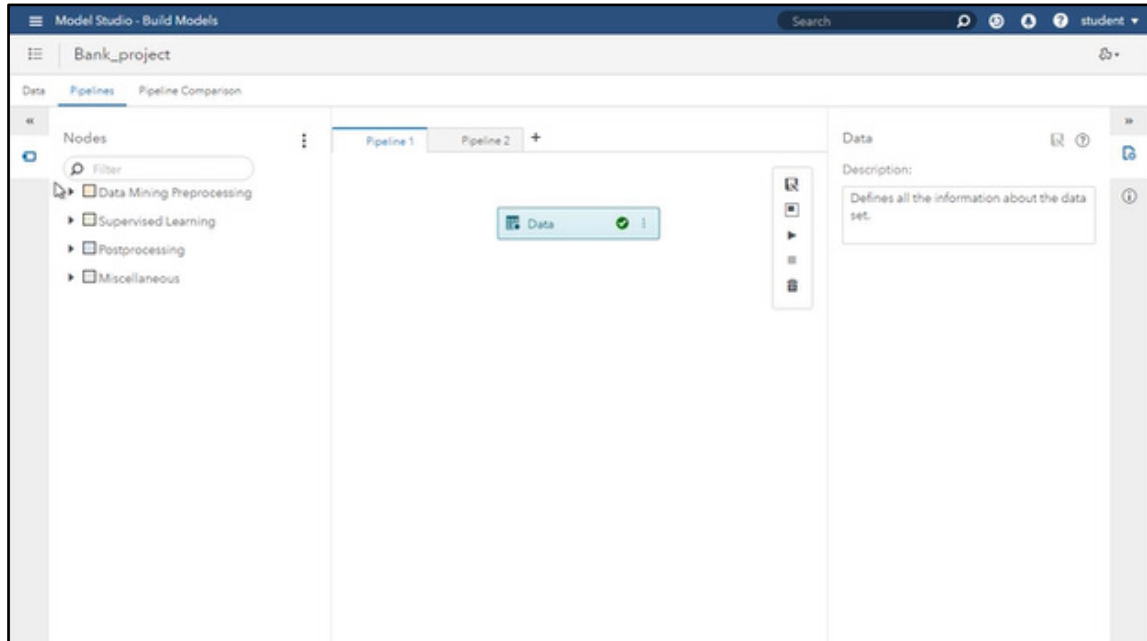 Model Studio - Build Models
Search
student
Bank_project
Data
Pipelines
Pipeline Comparison
Nodes
Filter
Data Mining Preprocessing
Supervised Learning
Postprocessing
Miscellaneous
Pipeline 1
Pipeline 2
+
Data
Data
Description:
Defines all the information about the data
set.